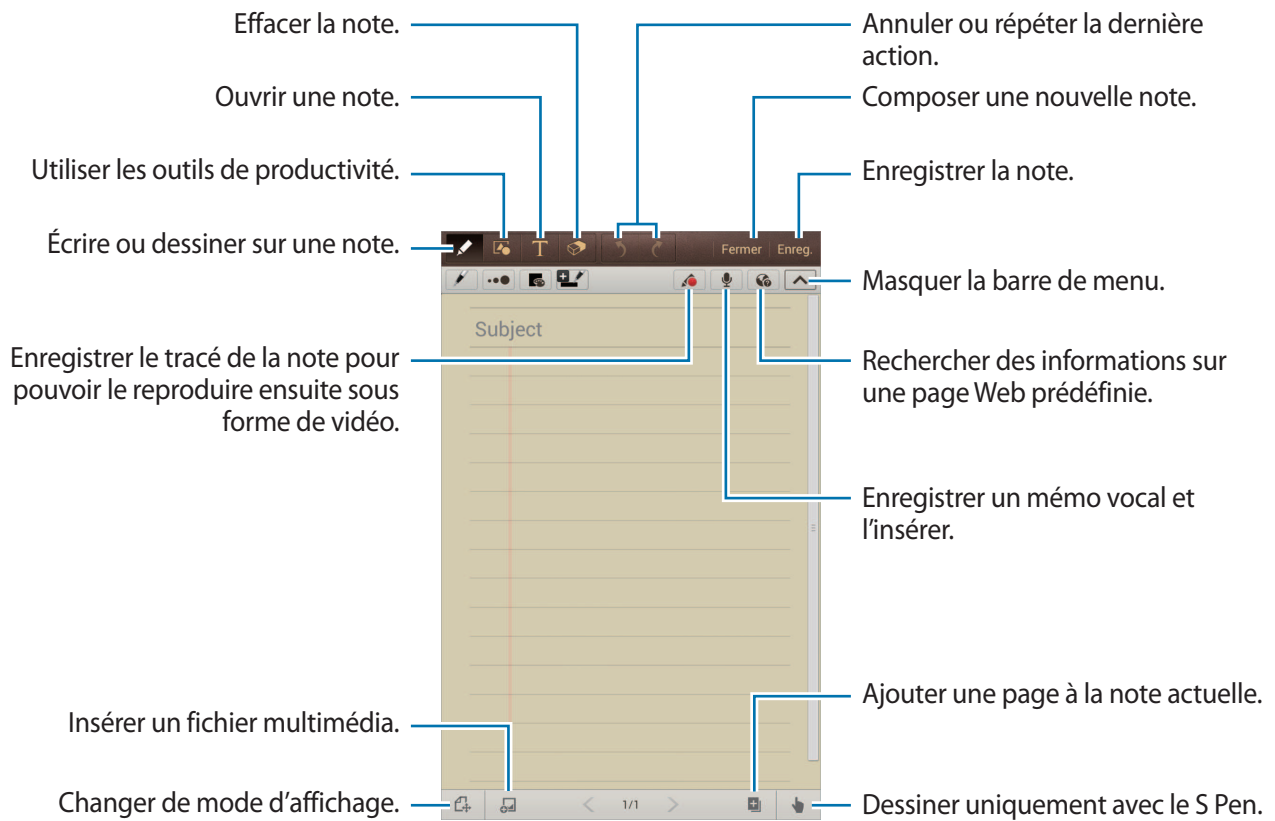 Effacer la note.
Annuler ou répéter la dernière
action.
Ouvrir une note.
Composer une nouvelle note.
Utiliser les outils de productivité.
Enregistrer la note.
Écrire ou dessiner sur une note.
T
Fermer
Enreg.
Masquer la barre de menu.
Subject
Enregistrer le tracé de la note pour
pouvoir le reproduire ensuite sous
forme de vidéo.
Rechercher des informations sur
une page Web prédéfinie.
Enregistrer un mémo vocal et
l'insérer.
Ajouter une page à la note actuelle.
Insérer un fichier multimédia.
Changer de mode d'affichage.
1/1
Dessiner uniquement avec le S Pen.